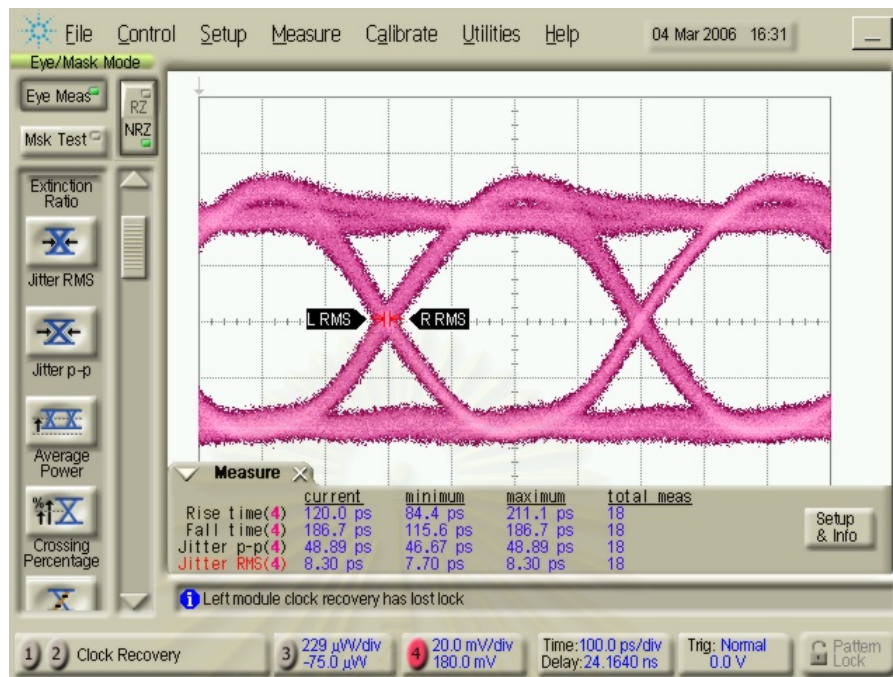 File Control Setup Measure Calibrate Utilities Help 04 Mar 2006 16:31
Eye/Mask Mode
Eye Meas
RZ
NRZ
Msk Test
Extinction
Ratio
Jitter RMS
Jitter p-p
Average
Power
Crossing
Percentage
L RMS
R RMS
Measure
current minimum maximum total meas
Rise time(4) 120.0 ps 84.4 ps 211.1 ps 18
Fall time(4) 186.7 ps 115.6 ps 186.7 ps 18
Jitter p-p(4) 48.89 ps 46.67 ps 48.89 ps 18
Jitter RMS(4) 8.30 ps 7.70 ps 8.30 ps 18
Setup
& Info
Left module clock recovery has lost lock
1 2 Clock Recovery
3 229 µW/div
-75.0 µW
4 20.0 mV/div
180.0 mV
Time:100.0 ps/div
Delay:24.1640 ns
Trig: Normal
0.0 V
Pattern
Lock